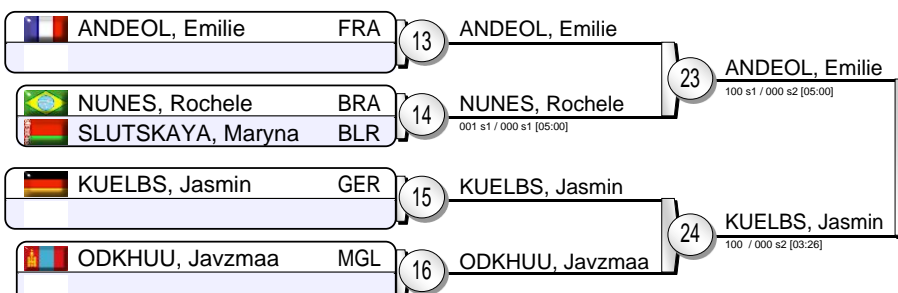 ANDEOL, Emilie FRA
13
ANDEOL, Emilie
23
ANDEOL, Emilie
100 s1 / 000 s2 [05:00]
NUNES, Rochele BRA
SLUTSKAYA, Maryna BLR
14
NUNES, Rochele
001 s1 / 000 s1 [05:00]
KUELBS, Jasmin GER
15
KUELBS, Jasmin
24
KUELBS, Jasmin
100 / 000 s2 [03:26]
ODKHUU, Javzmaa MGL
16
ODKHUU, Javzmaa